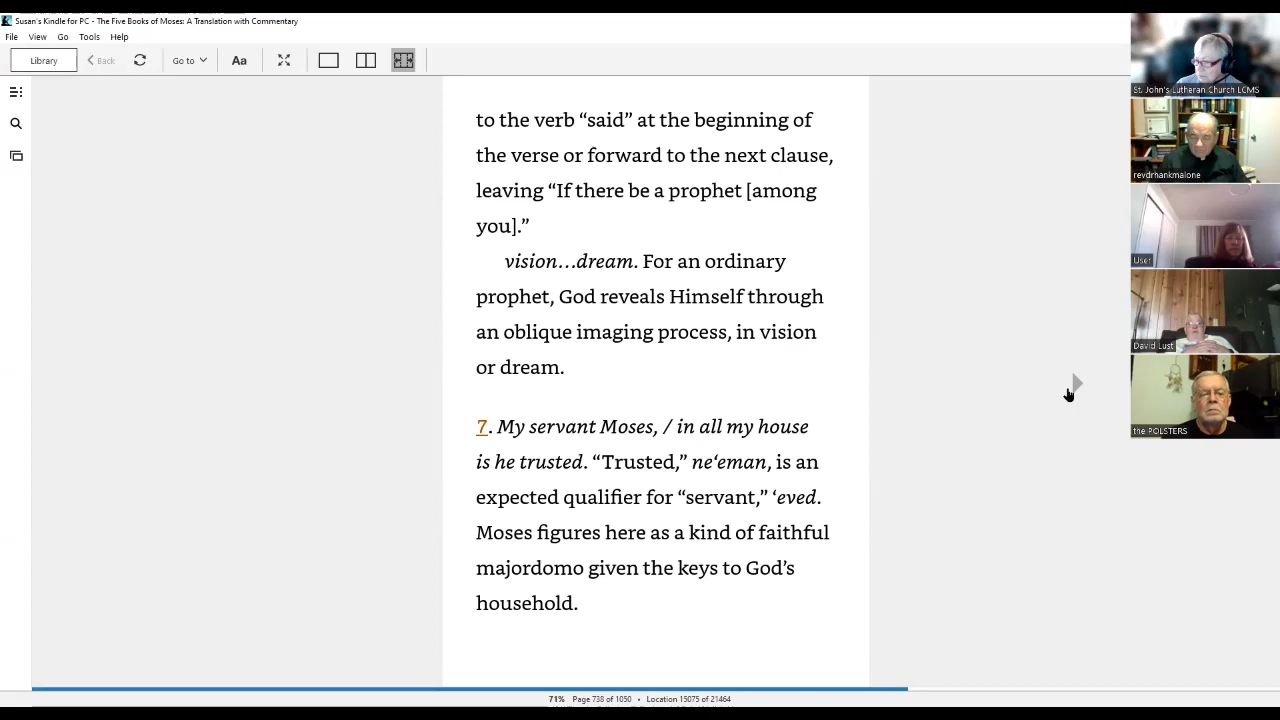 Susan's Kindle for PC - The Five Books of Moses: A Translation with Commentary
File View Go Tools Help
Library Back Go to Aa
to the verb “said” at the beginning of
the verse or forward to the next clause,
leaving “If there be a prophet [among
you].”
vision…dream. For an ordinary
prophet, God reveals Himself through
an oblique imaging process, in vision
or dream.
7. My servant Moses, / in all my house
is he trusted. “Trusted,” ne‘eman, is an
expected qualifier for “servant,” ‘eved.
Moses figures here as a kind of faithful
majordomo given the keys to God’s
household.
71% Page 738 of 1050 • Location 15075 of 21464
St. John's Lutheran Church LCMS
revdrhankmalone
User
David Lust
the POLSTERS